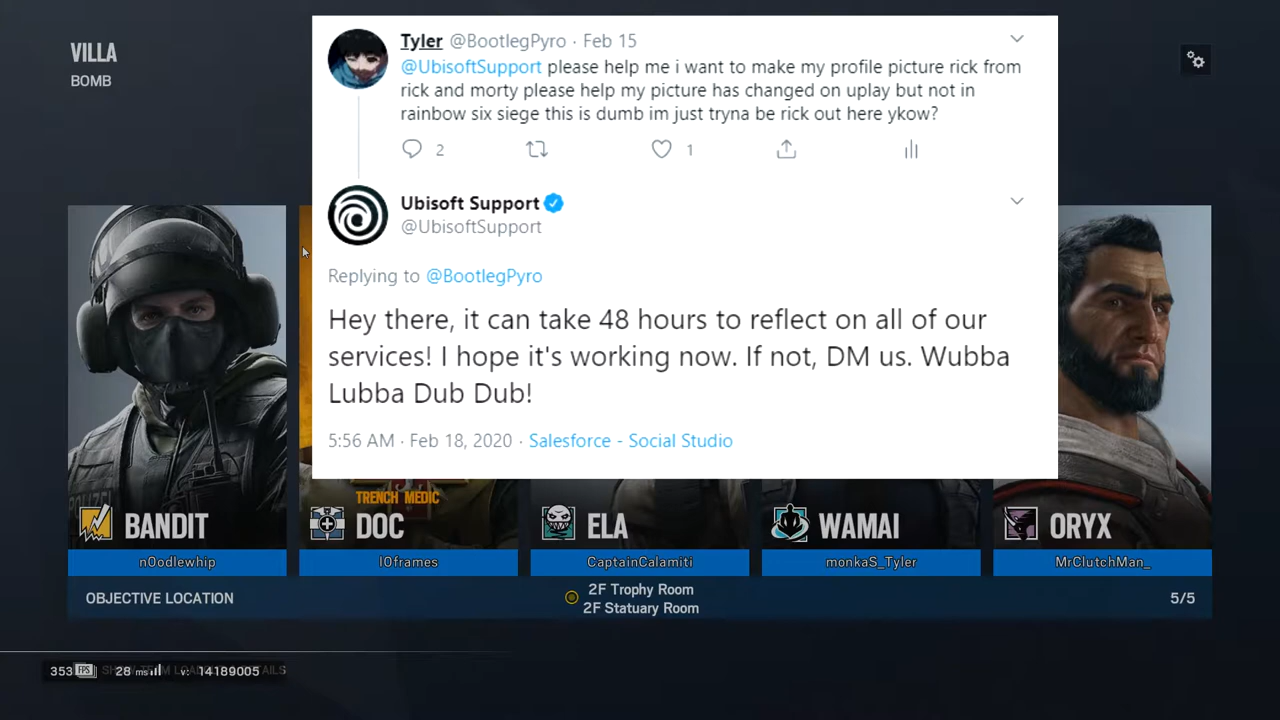 VILLA
BOMB
Tyler @BootlegPyro · Feb 15
@UbisoftSupport please help me i want to make my profile picture rick from
rick and morty please help my picture has changed on uplay but not in
rainbow six siege this is dumb im just tryna be rick out here ykow?
2 1
Ubisoft Support
@UbisoftSupport
Replying to @BootlegPyro
Hey there, it can take 48 hours to reflect on all of our
services! I hope it's working now. If not, DM us. Wubba
Lubba Dub Dub!
5:56 AM · Feb 18, 2020 · Salesforce - Social Studio
POLIZEI
TRENCH MEDIC
BANDIT DOC ELA WAMAI ORYX
n0odlewhip l0frames CaptainCalamiti monkaS_Tyler MrClutchMan_
OBJECTIVE LOCATION
2F Trophy Room
2F Statuary Room
5/5
353 FPS 28 ms v: 14189005